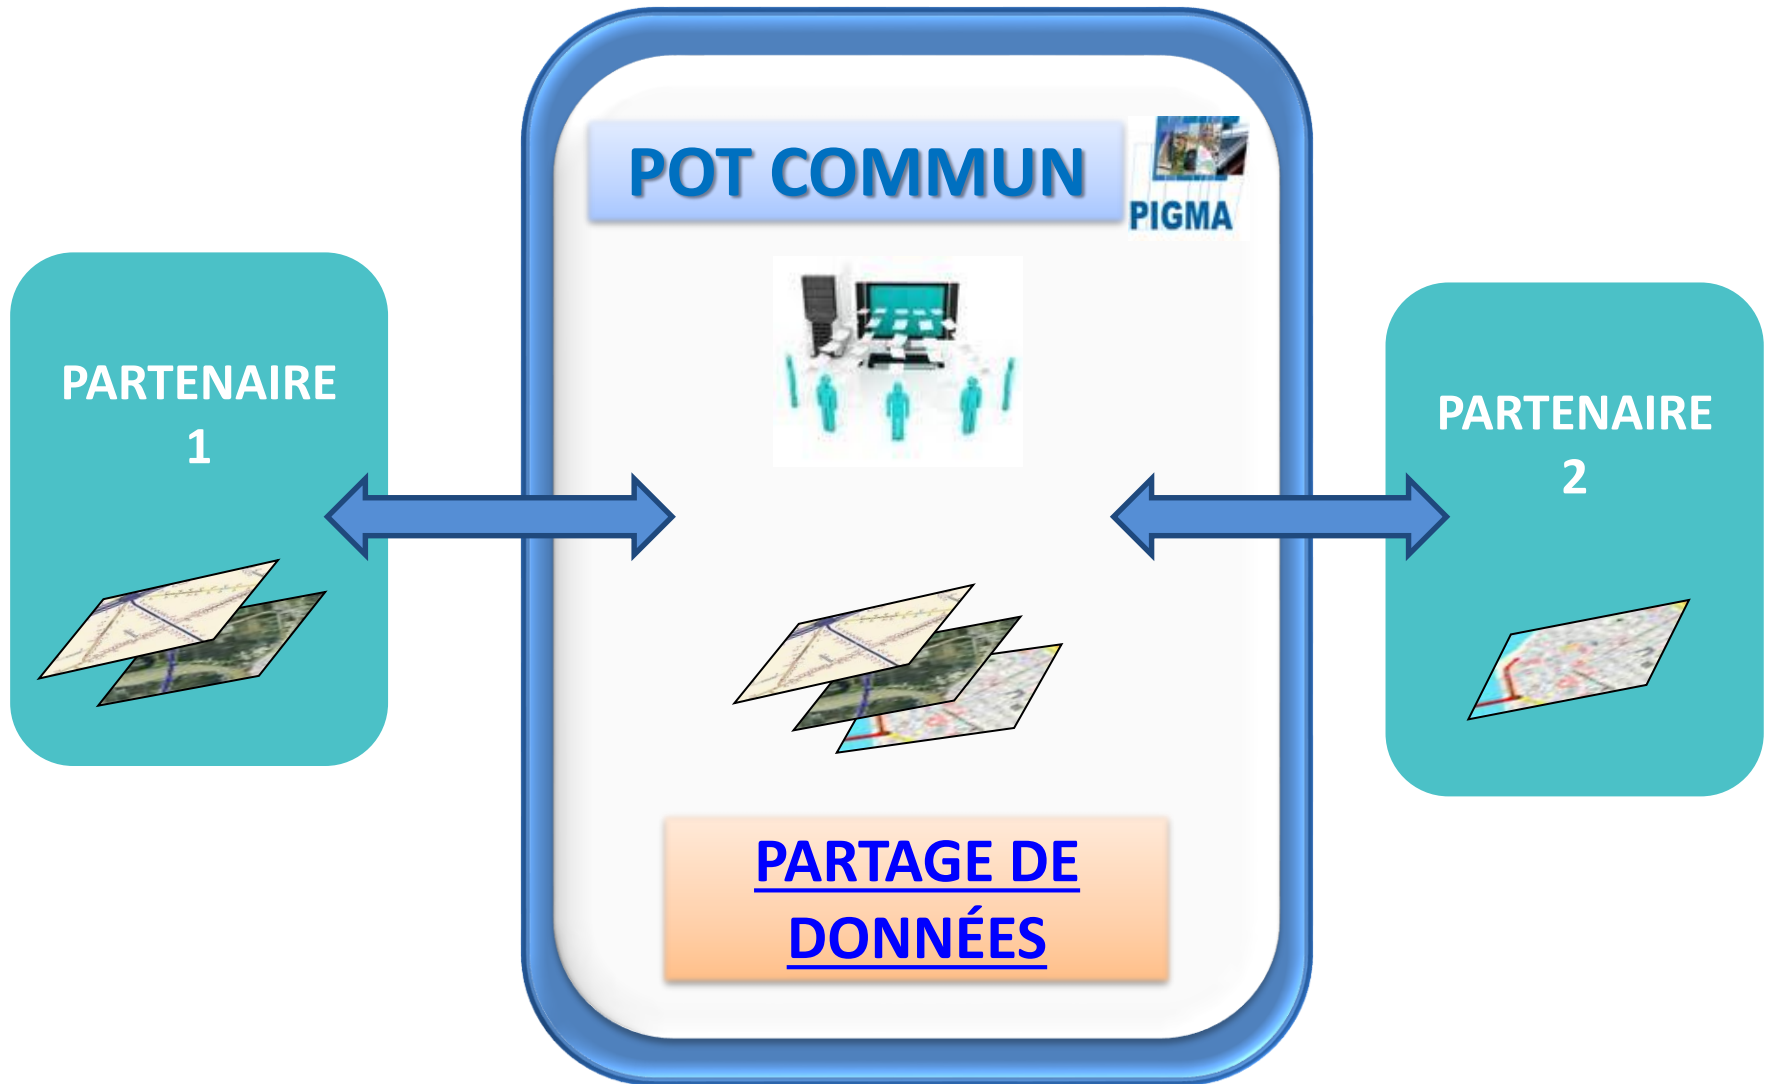 POT COMMUN
PIGMA
PARTENAIRE
1
PARTENAIRE
2
PARTAGE DE
DONNÉES